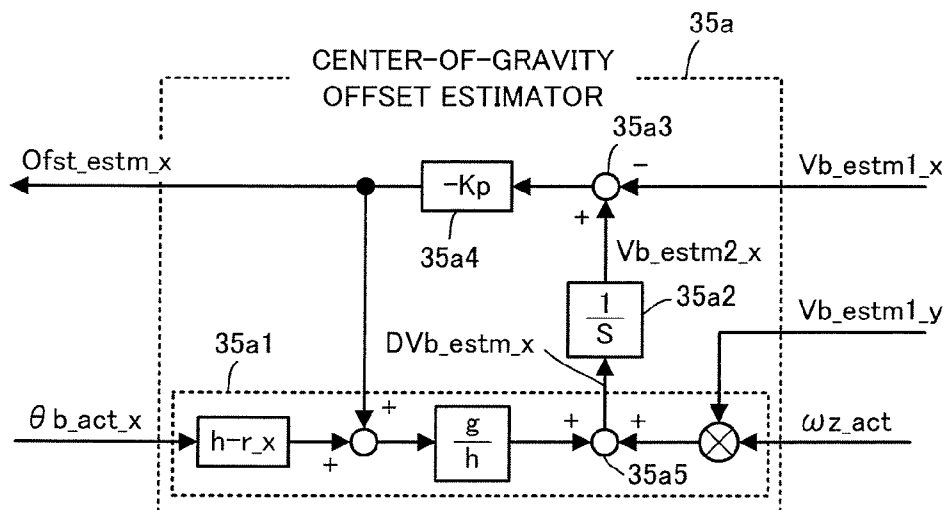 35a
CENTER-OF-GRAVITY
OFFSET ESTIMATOR
35a3
Ofst_estm_x
−
Vb_estm1_x
-Kp
+
35a4
Vb_estm2_x
1
S
35a2
Vb_estm1_y
35a1
DVb_estm_x
θb_act_x
h-r_x
+
+
g
h
+
+
35a5
ωz_act